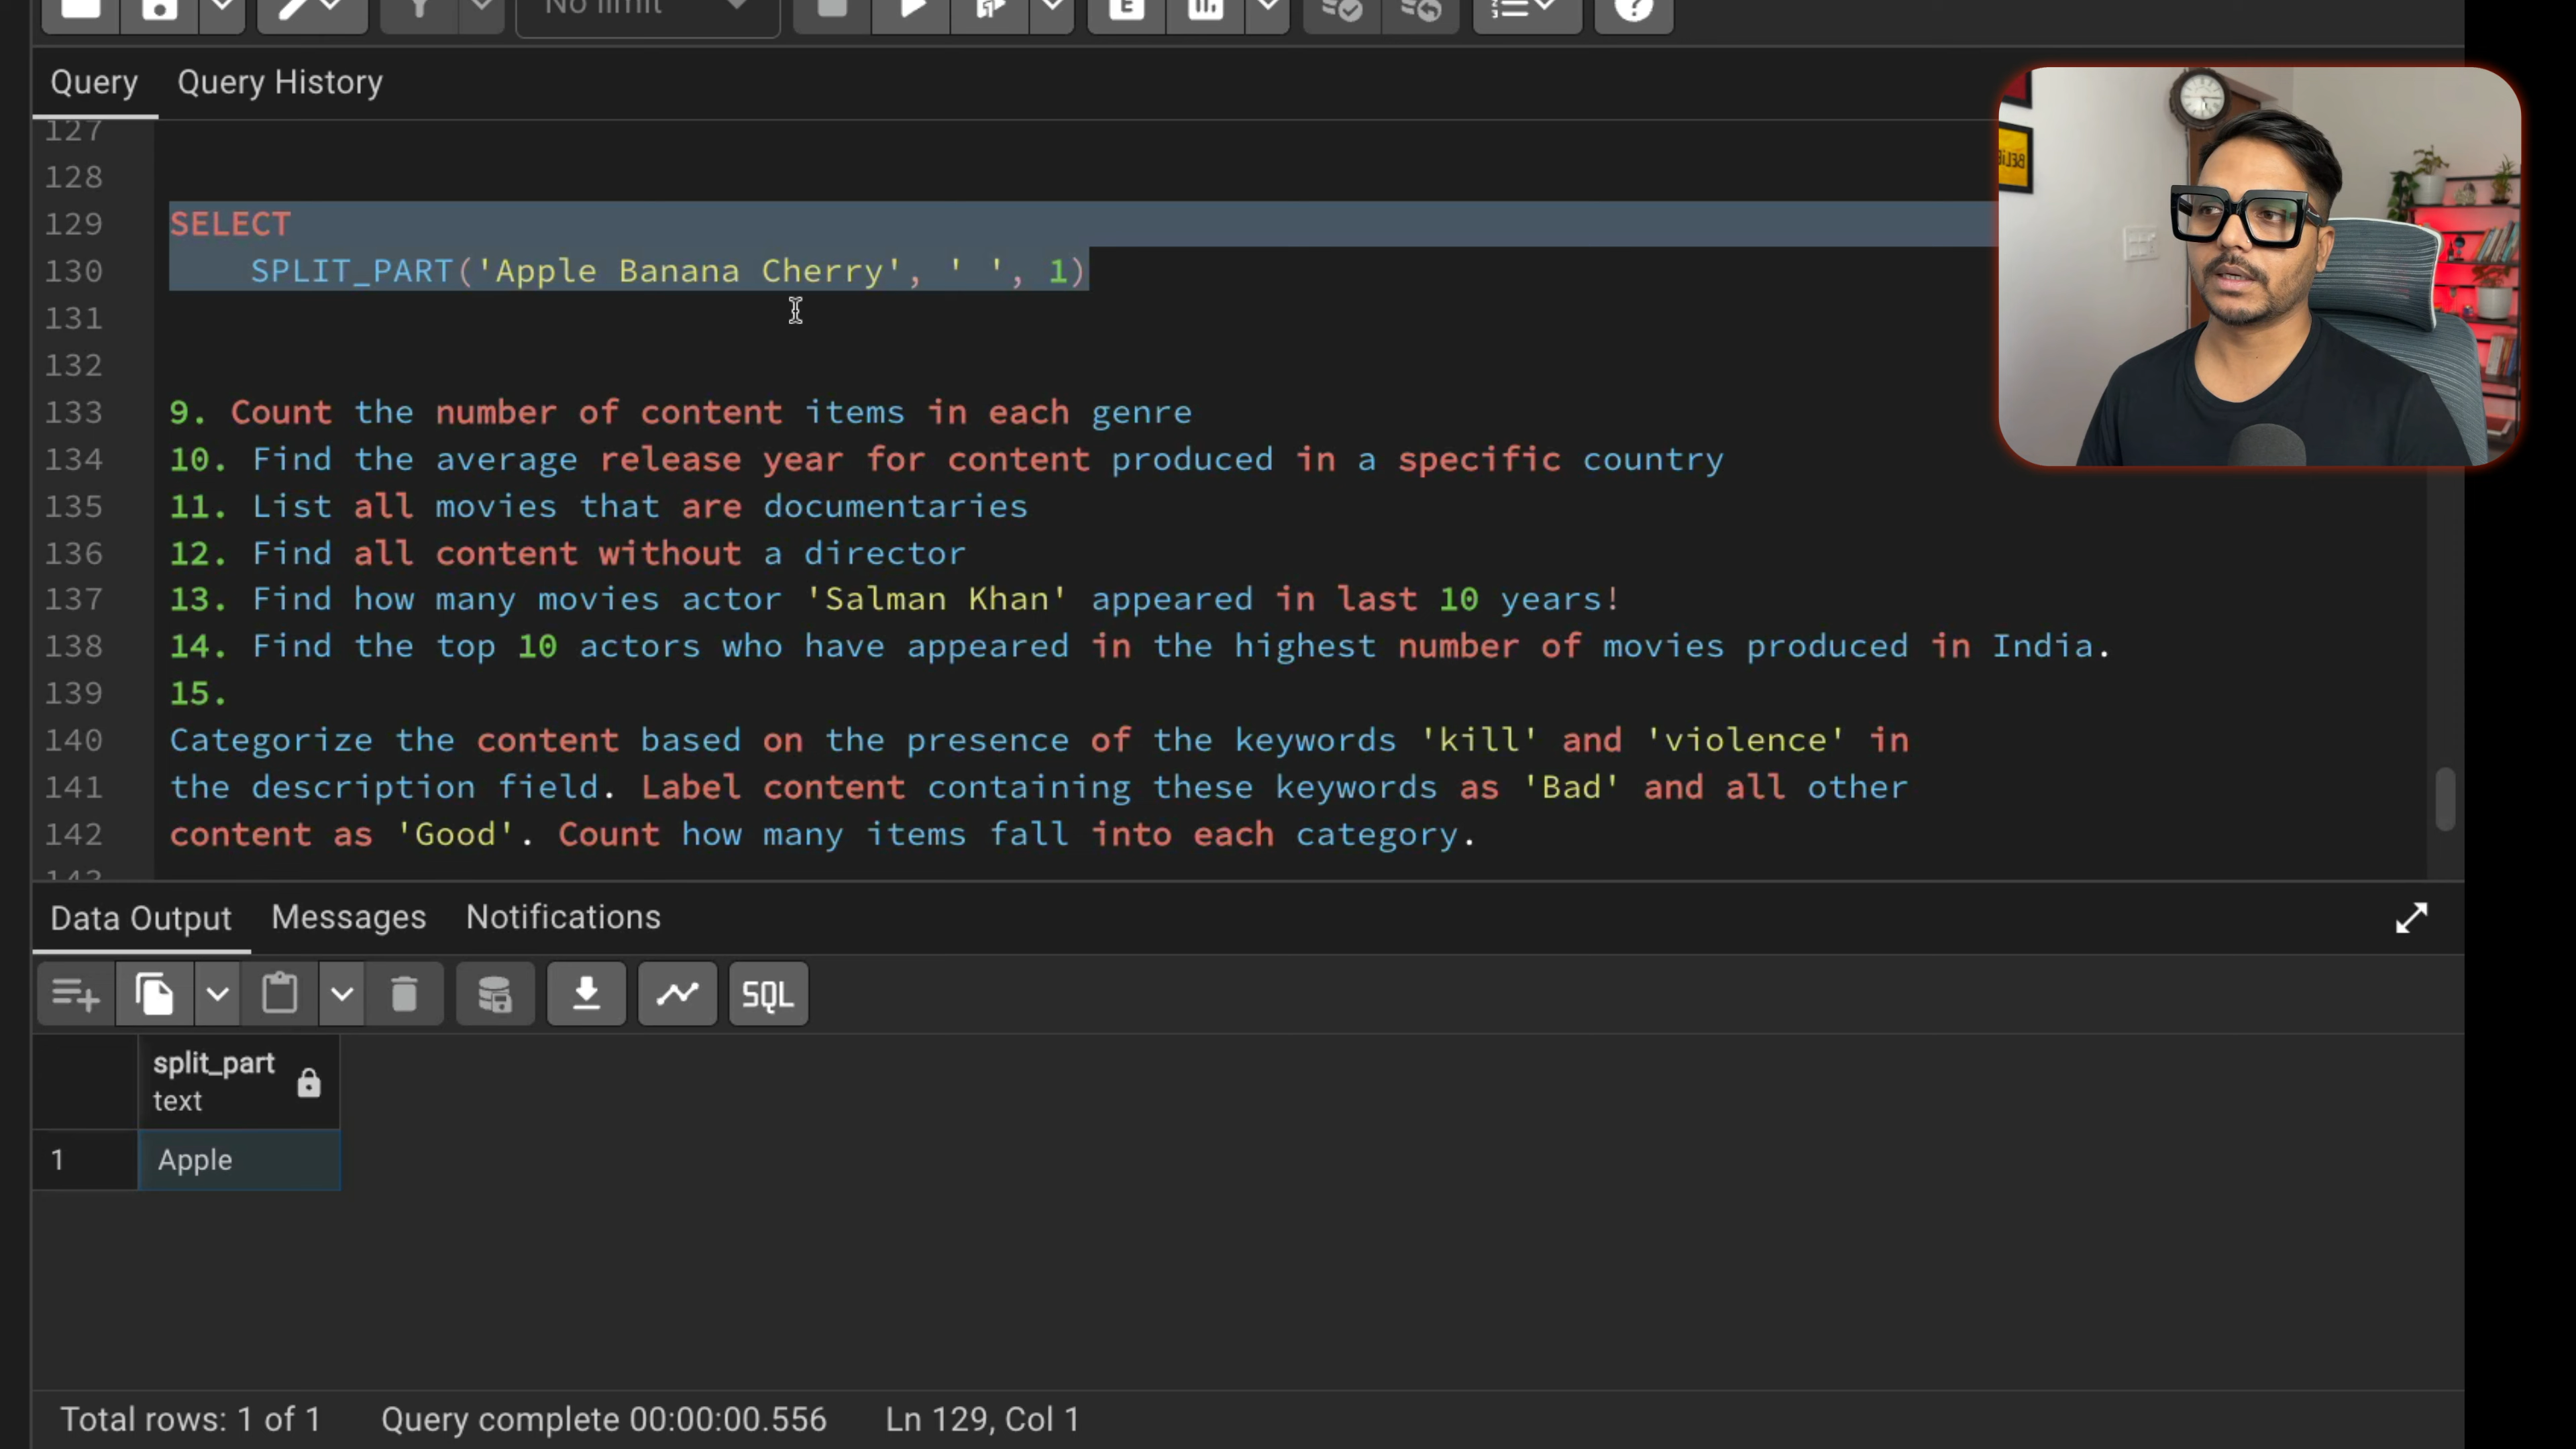 No limit
Query Query History
127
128
129 SELECT
130 SPLIT_PART('Apple Banana Cherry', ' ', 1)
131
132
133 9. Count the number of content items in each genre
134 10. Find the average release year for content produced in a specific country
135 11. List all movies that are documentaries
136 12. Find all content without a director
137 13. Find how many movies actor 'Salman Khan' appeared in last 10 years!
138 14. Find the top 10 actors who have appeared in the highest number of movies produced in India.
139 15.
140 Categorize the content based on the presence of the keywords 'kill' and 'violence' in
141 the description field. Label content containing these keywords as 'Bad' and all other
142 content as 'Good'. Count how many items fall into each category.
143
Data Output Messages Notifications
SQL
split_part
text
1 Apple
Total rows: 1 of 1 Query complete 00:00:00.556 Ln 129, Col 1